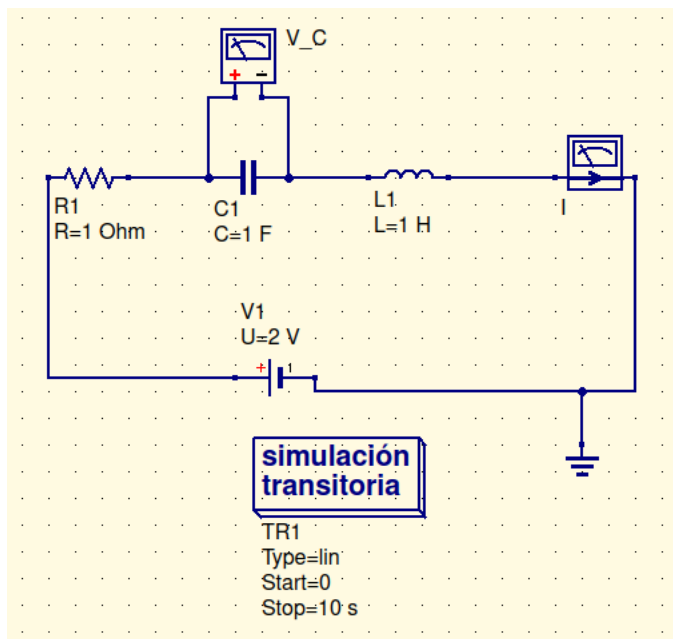 V_C
R1
R=1 Ohm
C1
C=1 F
L1
L=1 H
I
V1
U=2 V
1
simulación
transitoria
TR1
Type=lin
Start=0
Stop=10 s